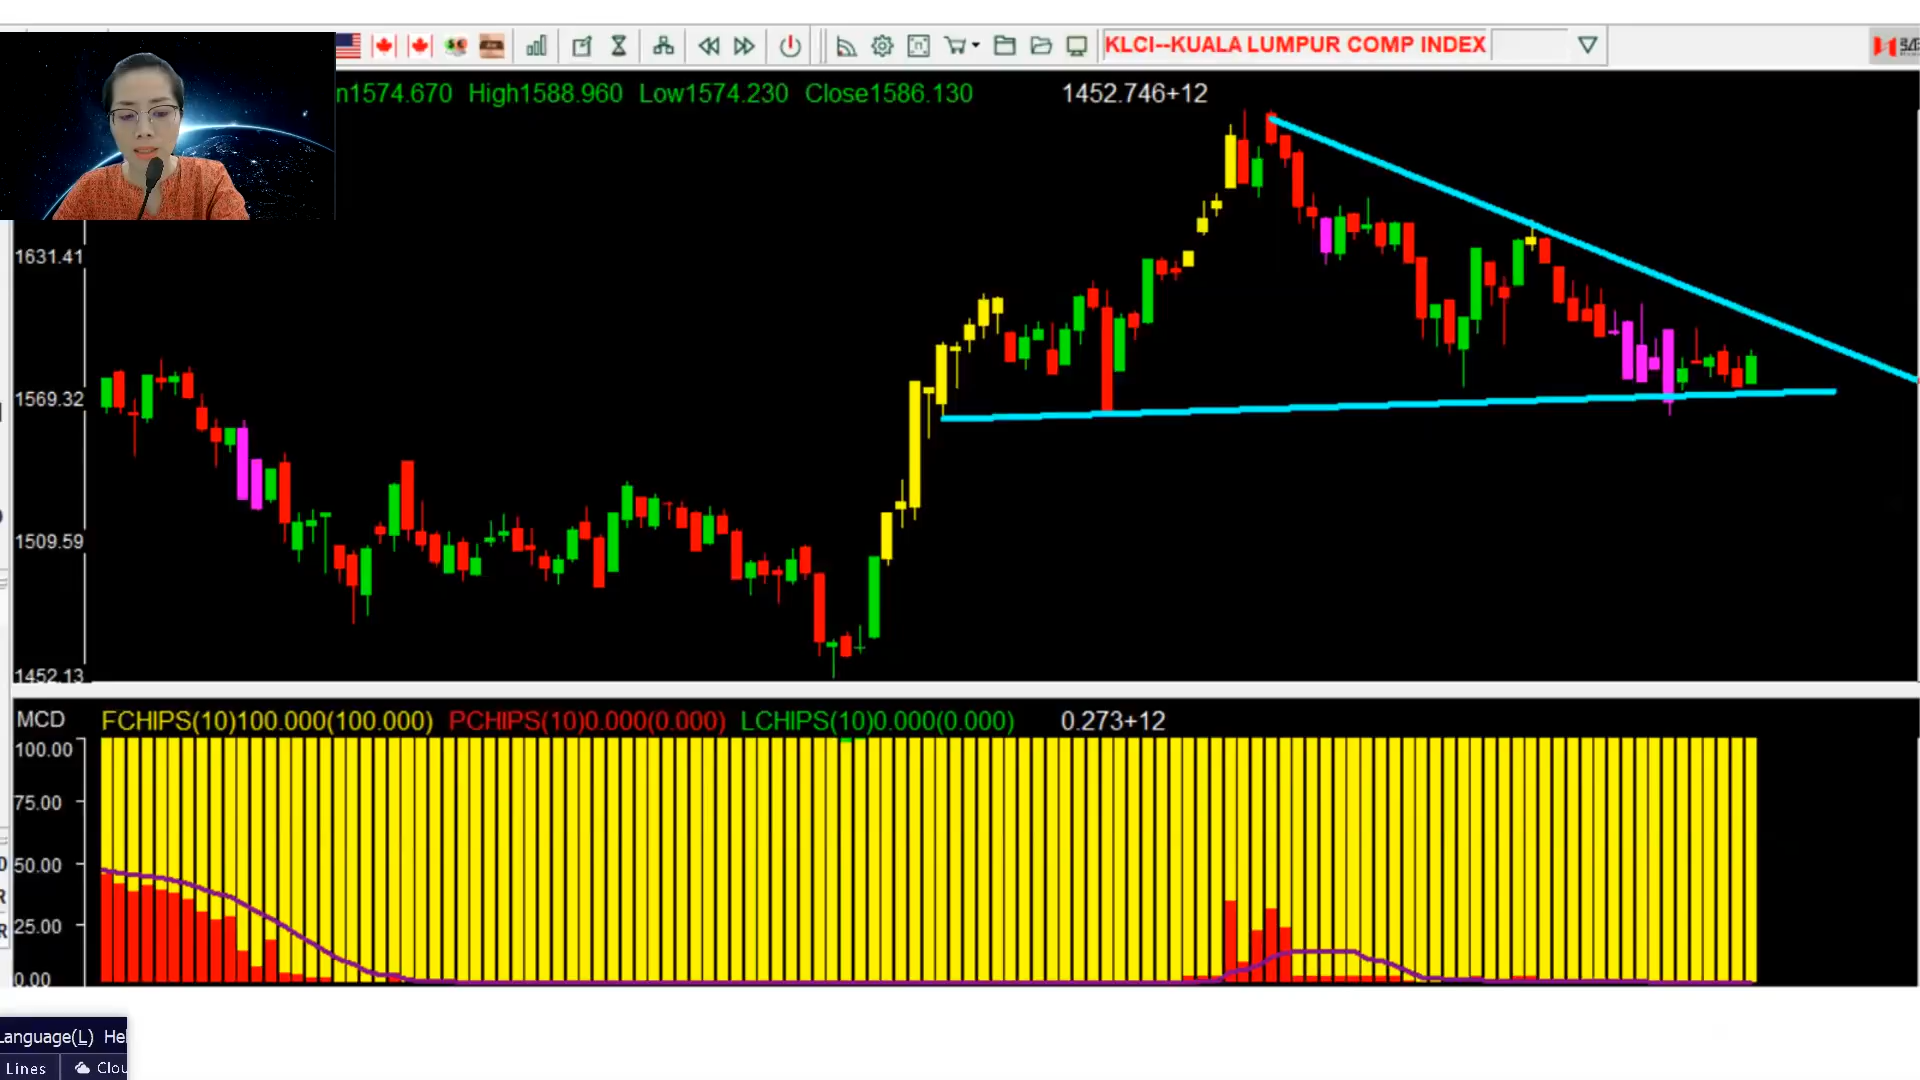 KLCI--KUALA LUMPUR COMP INDEX
n1574.670 High1588.960 Low1574.230 Close1586.130 1452.746+12
1631.41
1569.32
1509.59
1452.13
MCD FCHIPS(10)100.000(100.000) PCHIPS(10)0.000(0.000) LCHIPS(10)0.000(0.000) 0.273+12
100.00
75.00
50.00
25.00
0.00
Language(L) Hel
Lines Clou